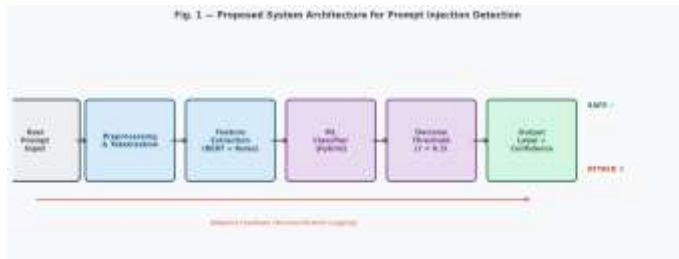 Fig. 1 — Proposed System Architecture for Prompt Injection Detection
Prompt
Input
Preprocessing
& Tokenization
Feature
Extraction
(BERT + Rules)
ML
Classifier
(Hybrid)
Decision
Threshold
Output
Label +
Confidence
SAFE
ATTACK